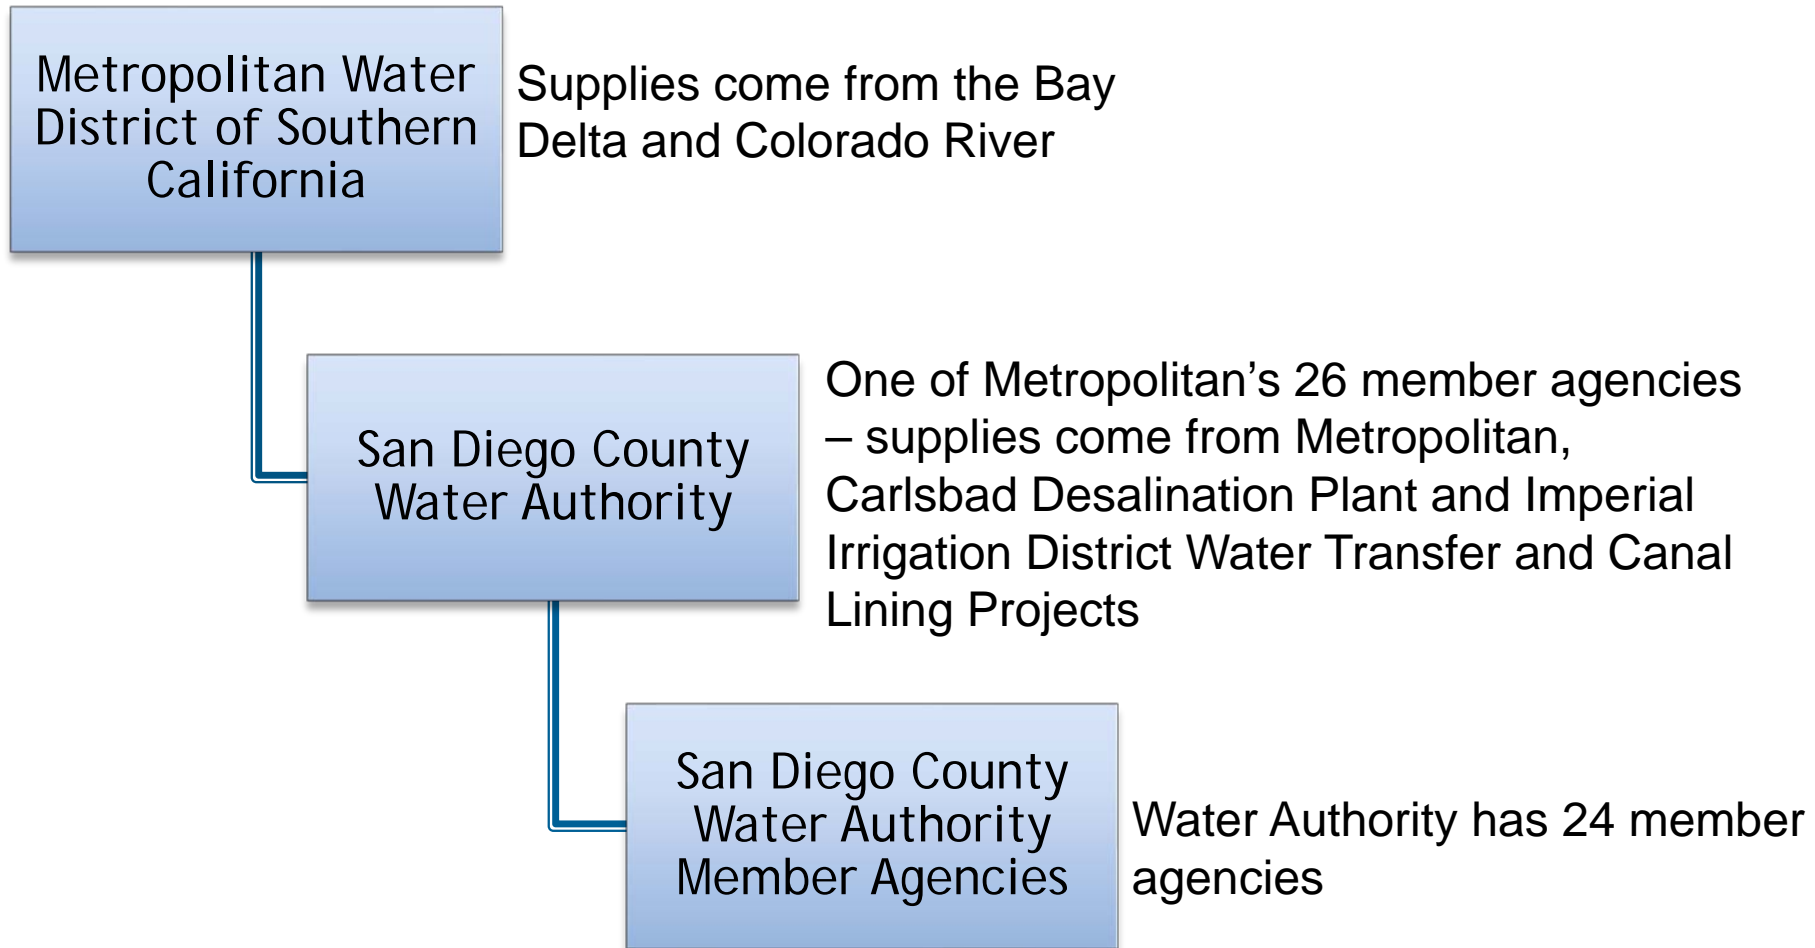 Metropolitan Water
District of Southern
California
Supplies come from the Bay
Delta and Colorado River
San Diego County
Water Authority
One of Metropolitan’s 26 member agencies
– supplies come from Metropolitan,
Carlsbad Desalination Plant and Imperial
Irrigation District Water Transfer and Canal
Lining Projects
San Diego County
Water Authority
Member Agencies
Water Authority has 24 member
agencies